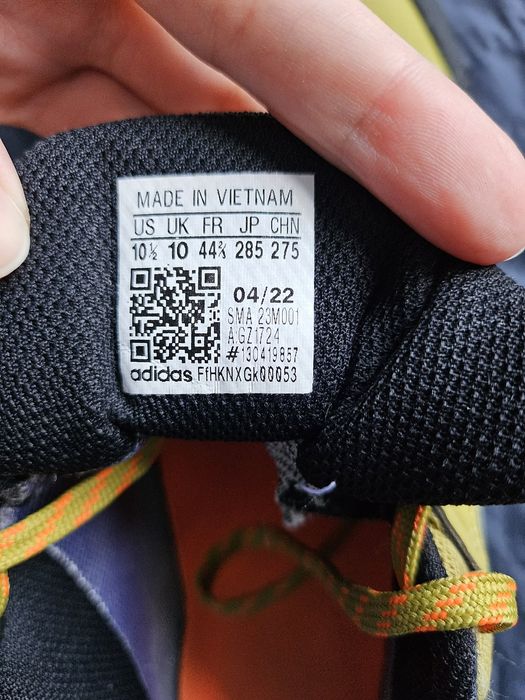 MADE IN VIETNAM
US UK FR JP CHN
10½ 10 44⅔ 285 275
04/22
SMA 23M001
A:GZ1724
#130419857
adidas FfHKNXGk00053